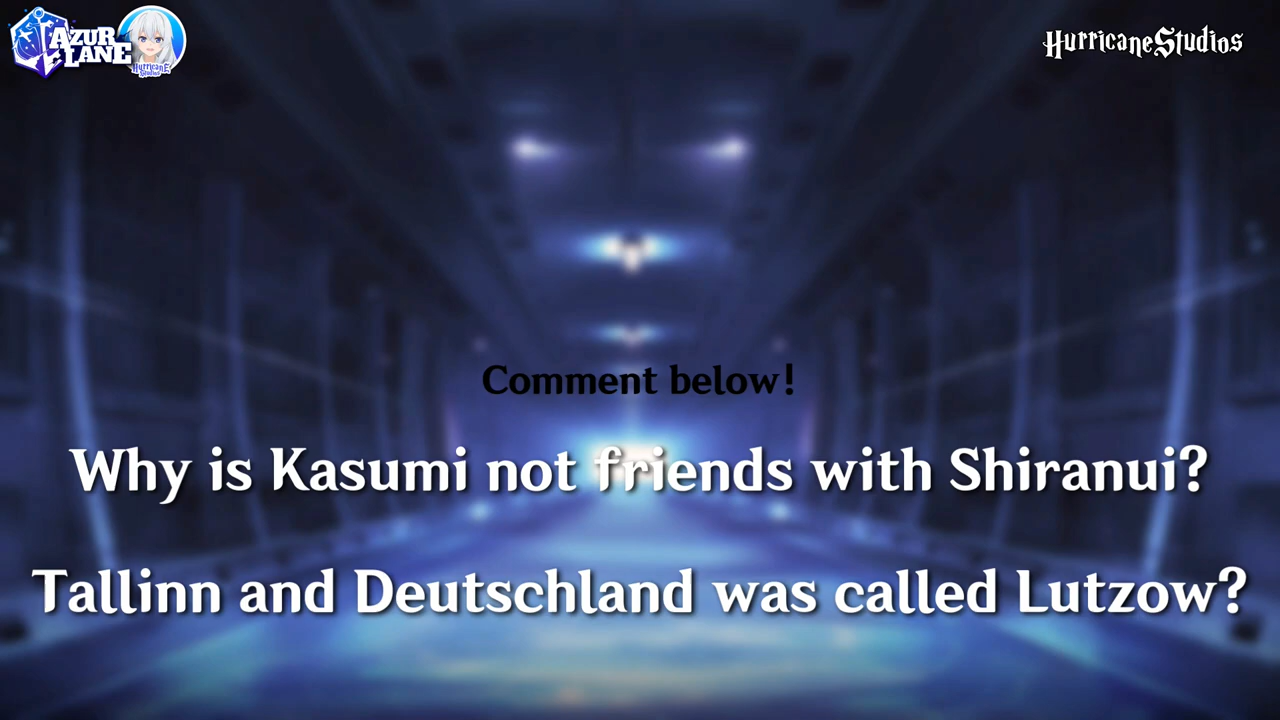 AZUR
LANE
HurricanE
Studios
HurricaneStudios
Comment below!
Why is Kasumi not friends with Shiranui?
Tallinn and Deutschland was called Lutzow?